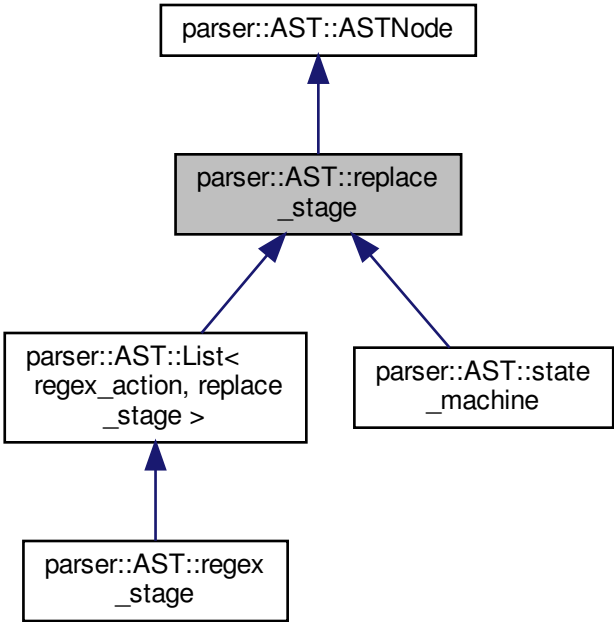 parser::AST::ASTNode
parser::AST::replace
_stage
parser::AST::List<
regex_action, replace
_stage >
parser::AST::state
_machine
parser::AST::regex
_stage